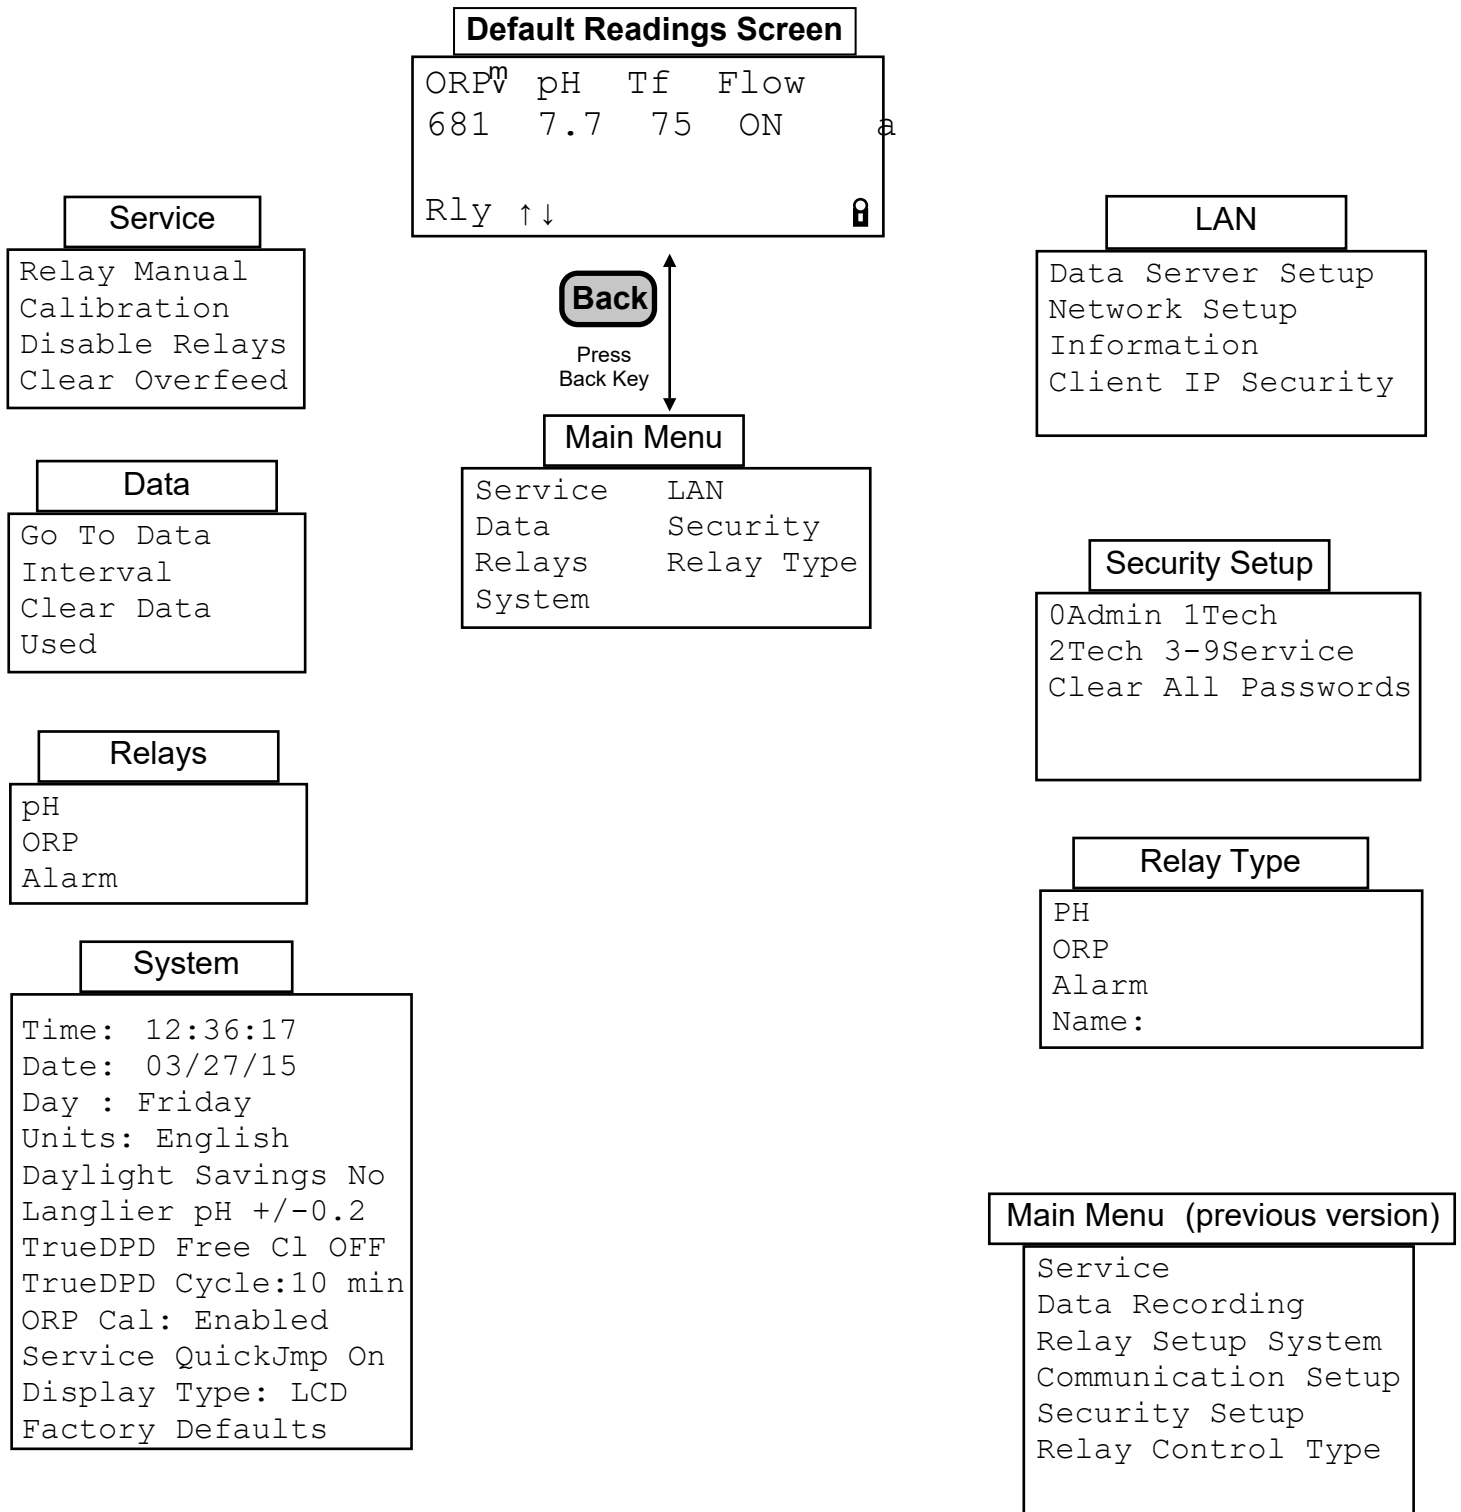 Default Readings Screen
ORPmV pH Tf Flow
681 7.7 75 ON a
Rly ↑↓
Back
Press
Back Key
Main Menu
Service LAN
Data Security
Relays Relay Type
System
Service
Relay Manual
Calibration
Disable Relays
Clear Overfeed
Data
Go To Data
Interval
Clear Data
Used
Relays
pH
ORP
Alarm
System
Time: 12:36:17
Date: 03/27/15
Day : Friday
Units: English
Daylight Savings No
Langlier pH +/-0.2
TrueDPD Free Cl OFF
TrueDPD Cycle:10 min
ORP Cal: Enabled
Service QuickJmp On
Display Type: LCD
Factory Defaults
LAN
Data Server Setup
Network Setup
Information
Client IP Security
Security Setup
0Admin 1Tech
2Tech 3-9Service
Clear All Passwords
Relay Type
PH
ORP
Alarm
Name:
Main Menu (previous version)
Service
Data Recording
Relay Setup System
Communication Setup
Security Setup
Relay Control Type